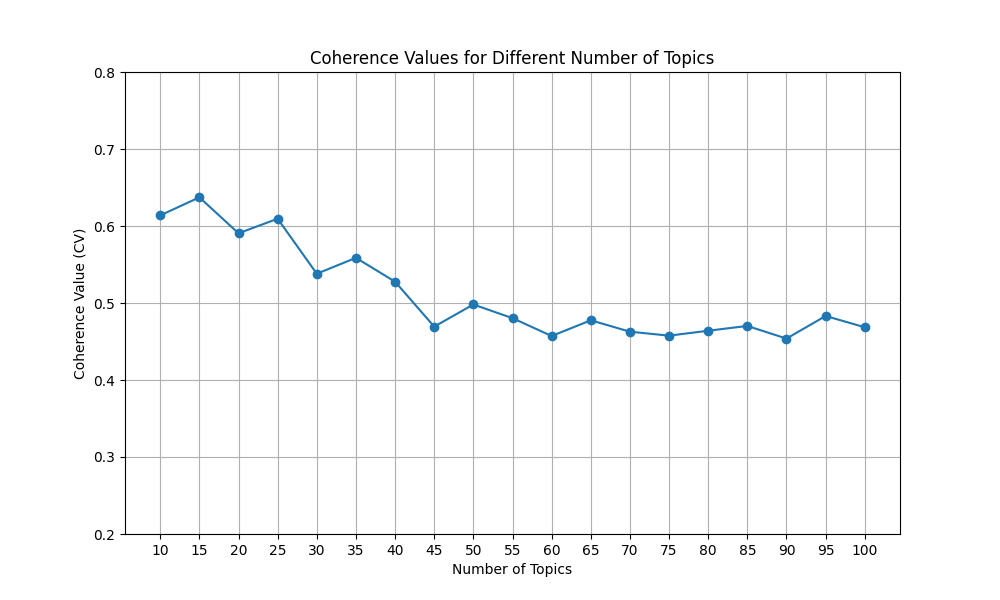 Coherence Values for Different Number of Topics
0.8
0.7
0.6
0.5
0.4
0.3
0.2
Coherence Value (CV)
10 15 20 25 30 35 40 45 50 55 60 65 70 75 80 85 90 95 100
Number of Topics